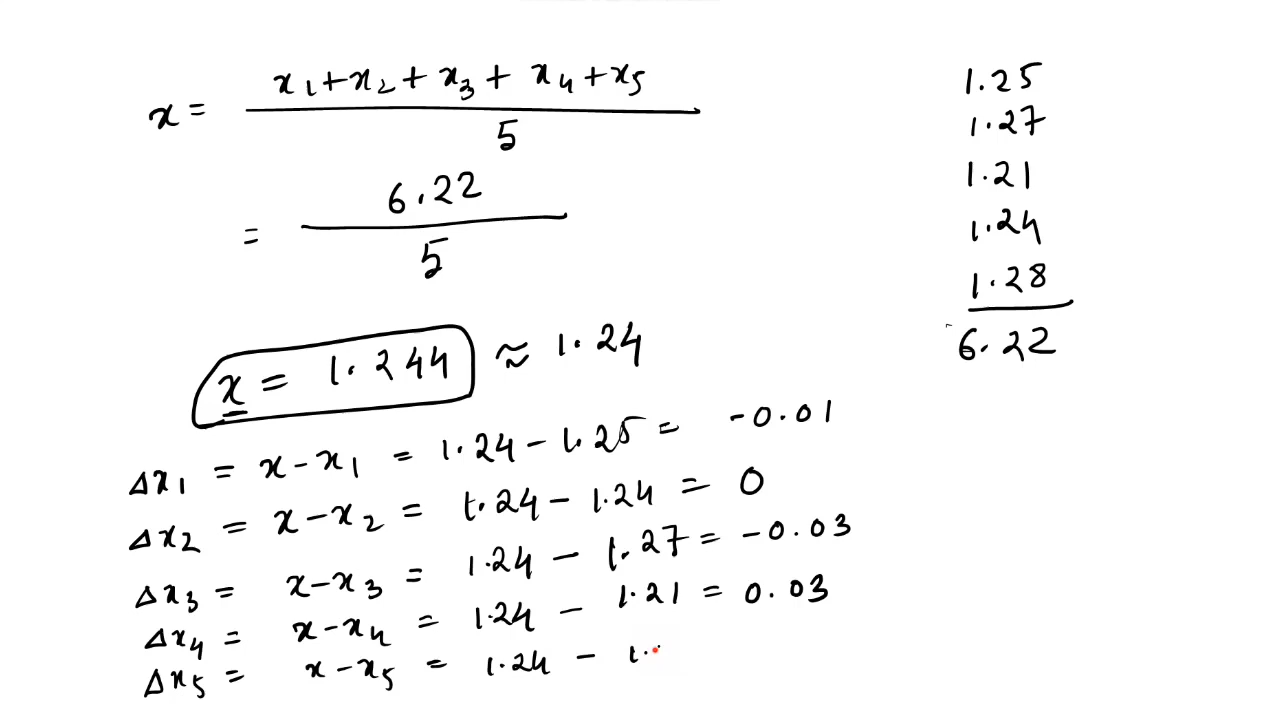 x = x1+x2+x3+x4+x5
5
= 6.22
5
x = 1.244 ≈ 1.24
Δx1 = x-x1 = 1.24-1.25 = -0.01
Δx2 = x-x2 = 1.24-1.24 = 0
Δx3 = x-x3 = 1.24-1.27 = -0.03
Δx4 = x-x4 = 1.24-1.21 = 0.03
Δx5 = x-x5 = 1.24-1.
1.25
1.27
1.21
1.24
1.28
6.22